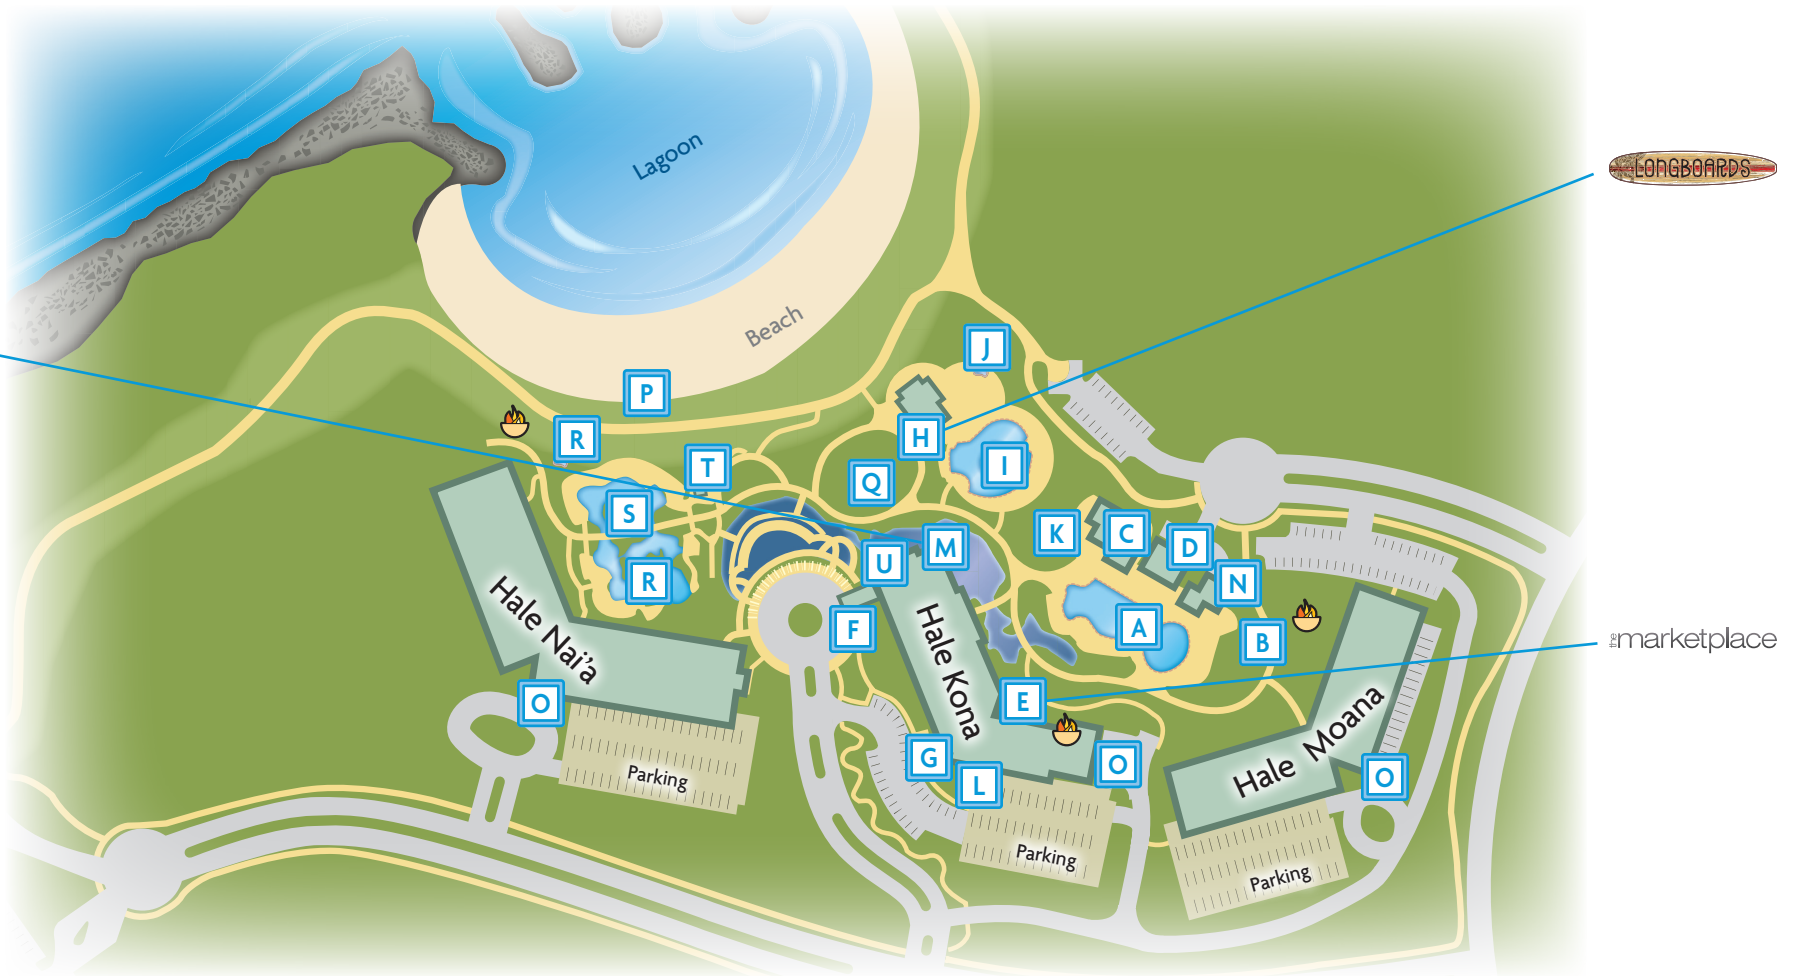 Lagoon
LONGBOARDS
Beach
J
P
H
R
T
I
Q
S
K
C
D
U
M
R
N
F
A
B
Hale Nai'a
Hale Kona
the marketplace
O
E
Hale Moana
G
L
O
O
Parking
Parking
Parking